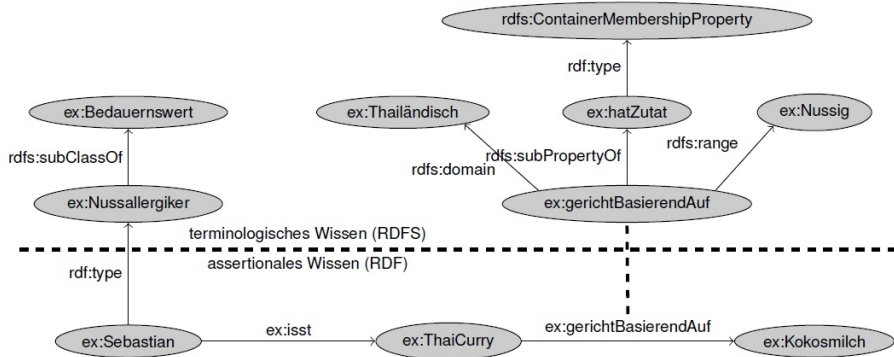 rdfs:ContainerMembershipProperty
rdf:type
ex:Bedauernswert
ex:Thailändisch
ex:hatZutat
ex:Nussig
rdfs:subClassOf
rdfs:domain
rdfs:subPropertyOf
rdfs:range
ex:Nussallergiker
ex:gerichtBasierendAuf
terminologisches Wissen (RDFS)
assertionales Wissen (RDF)
rdf:type
ex:isst
ex:gerichtBasierendAuf
ex:Sebastian
ex:ThaiCurry
ex:Kokosmilch